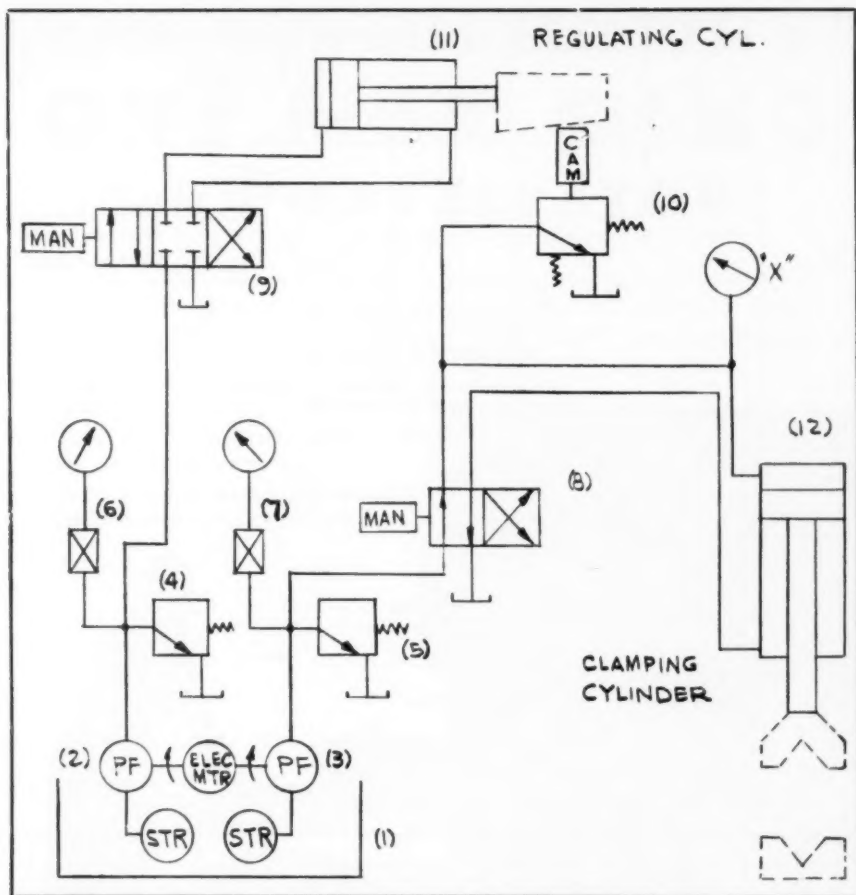 (11)
REGULATING CYL.
CAM
(10)
MAN
(9)
"X"
(12)
(6)
(7)
(8)
MAN
(4)
(5)
CLAMPING
CYLINDER
(2)
PF
ELEC
MTR
PF
(3)
STR
STR
(1)